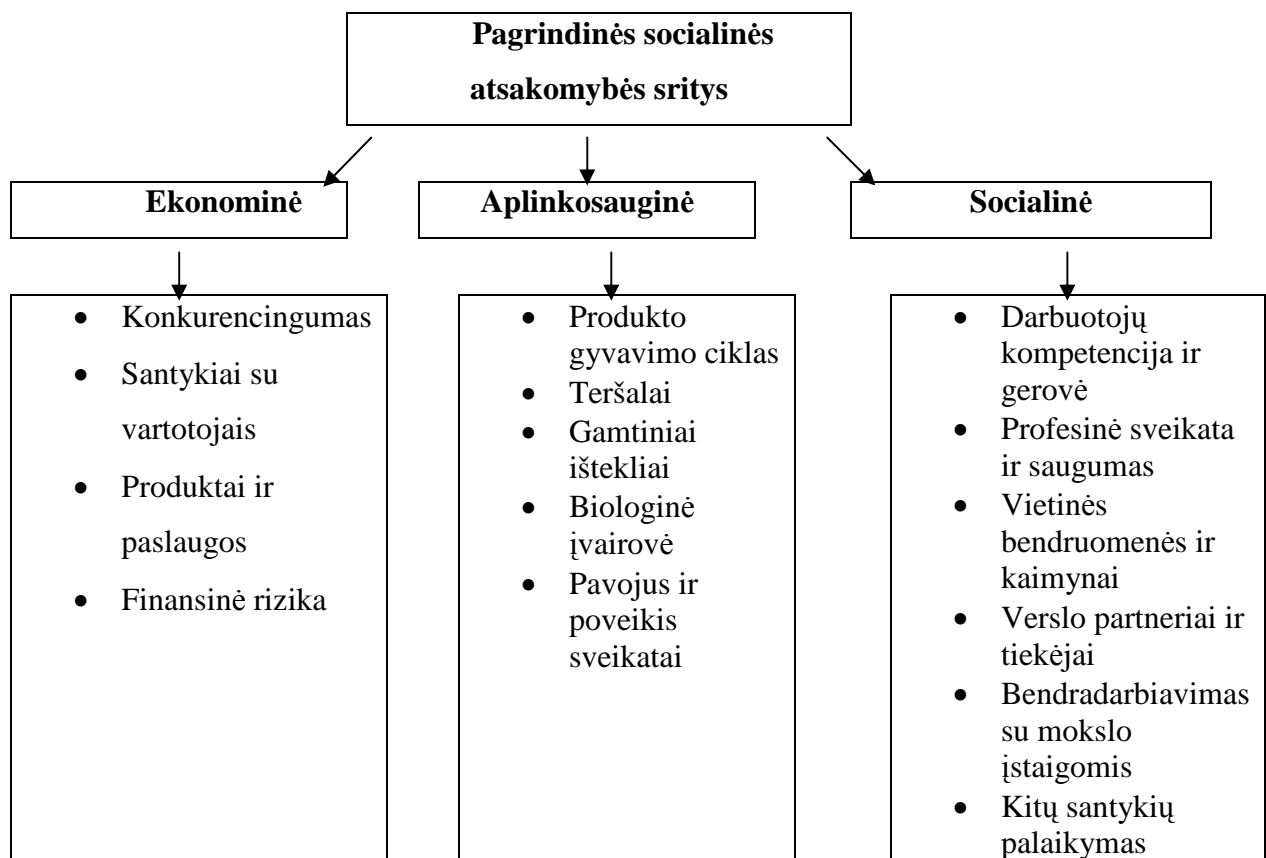 Pagrindinės socialinės
atsakomybės sritys
Ekonominė
Aplinkosauginė
Socialinė
• Konkurencingumas
• Santykiai su
vartotojais
• Produktai ir
paslaugos
• Finansinė rizika
• Produkto
gyvavimo ciklas
• Teršalai
• Gamtiniai
ištekliai
• Biologinė
įvairovė
• Pavojus ir
poveikis
sveikatai
• Darbuotojų
kompetencija ir
gerovė
• Profesinė sveikata
ir saugumas
• Vietinės
bendruomenės ir
kaimynai
• Verslo partneriai ir
tiekėjai
• Bendradarbiavimas
su mokslo
įstaigomis
• Kitų santykių
palaikymas